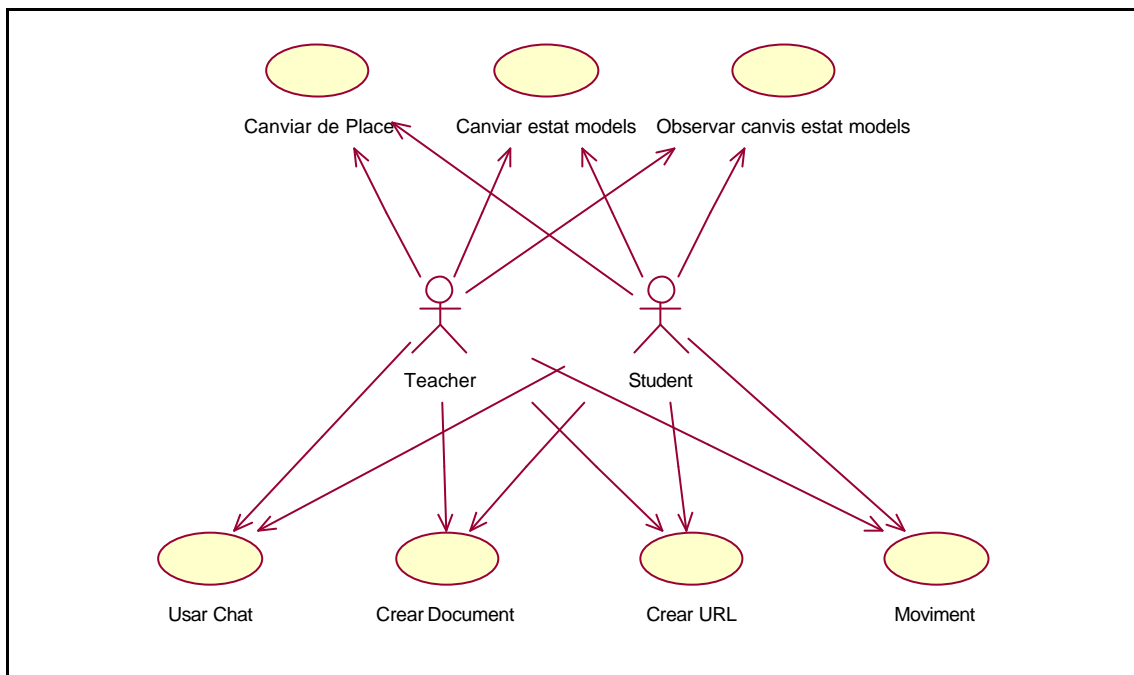 Canviar de Place
Canviar estat models
Observar canvis estat models
Teacher
Student
Usar Chat
Crear Document
Crear URL
Moviment